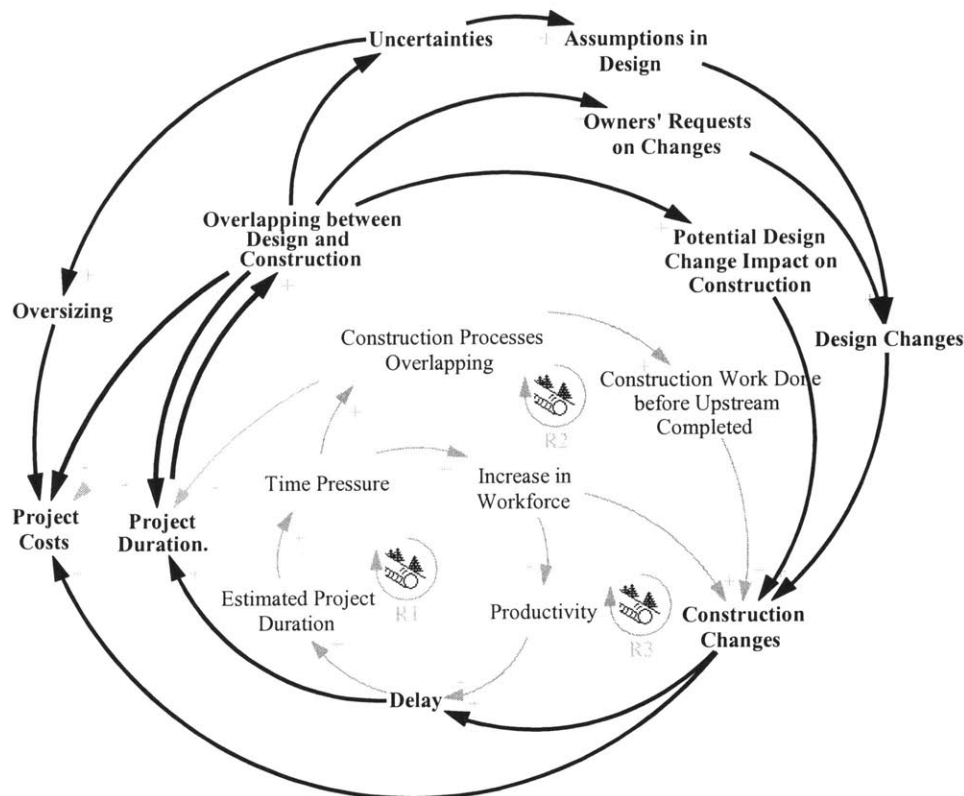 Uncertainties
Assumptions in
Design
Owners' Requests
on Changes
Overlapping between
Design and
Construction
Potential Design
Change Impact on
Construction
Oversizing
Design Changes
Construction Processes
Overlapping
Construction Work Done
before Upstream
Completed
R2
Time Pressure
Increase in
Workforce
Project
Costs
Project
Duration.
Estimated Project
Duration
R1
Productivity
R3
Construction
Changes
Delay